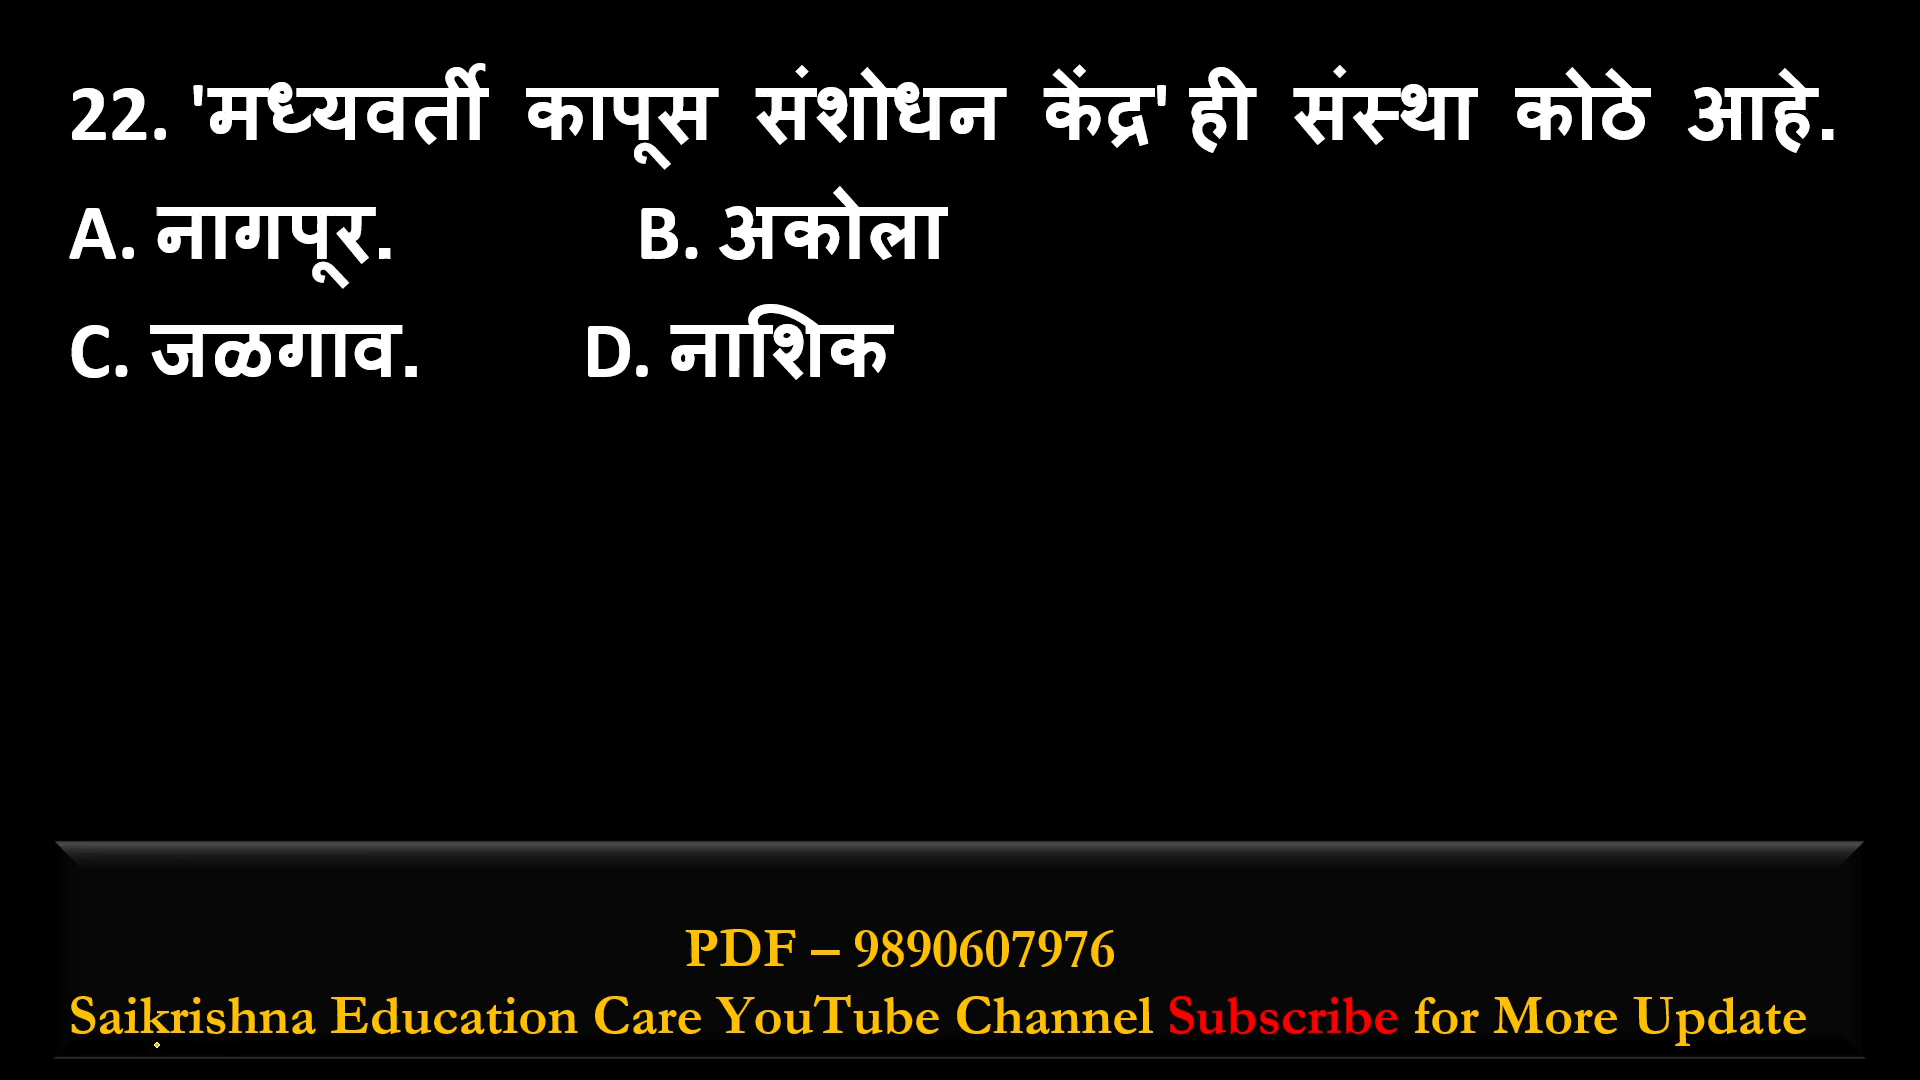 22. 'मध्यवर्ती कापूस संशोधन केंद्र' ही संस्था कोठे आहे.
A. नागपूर. B. अकोला
C. जळगाव. D. नाशिक
PDF – 9890607976
Saikrishna Education Care YouTube Channel Subscribe for More Update